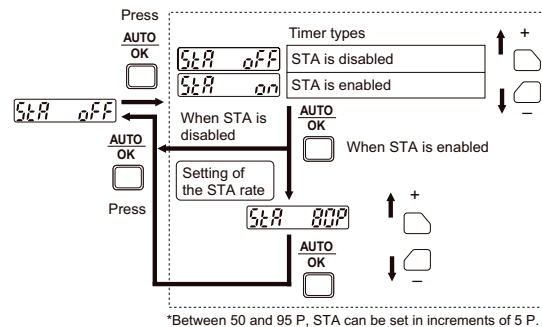 Press
AUTO
OK
Timer types
+
StA oFF
STA is disabled
StA on
STA is enabled
–
StA oFF
When STA is
disabled
AUTO
OK
When STA is enabled
AUTO
OK
Press
Setting of
the STA rate
StA 80P
+
AUTO
OK
–
*Between 50 and 95 P, STA can be set in increments of 5 P.